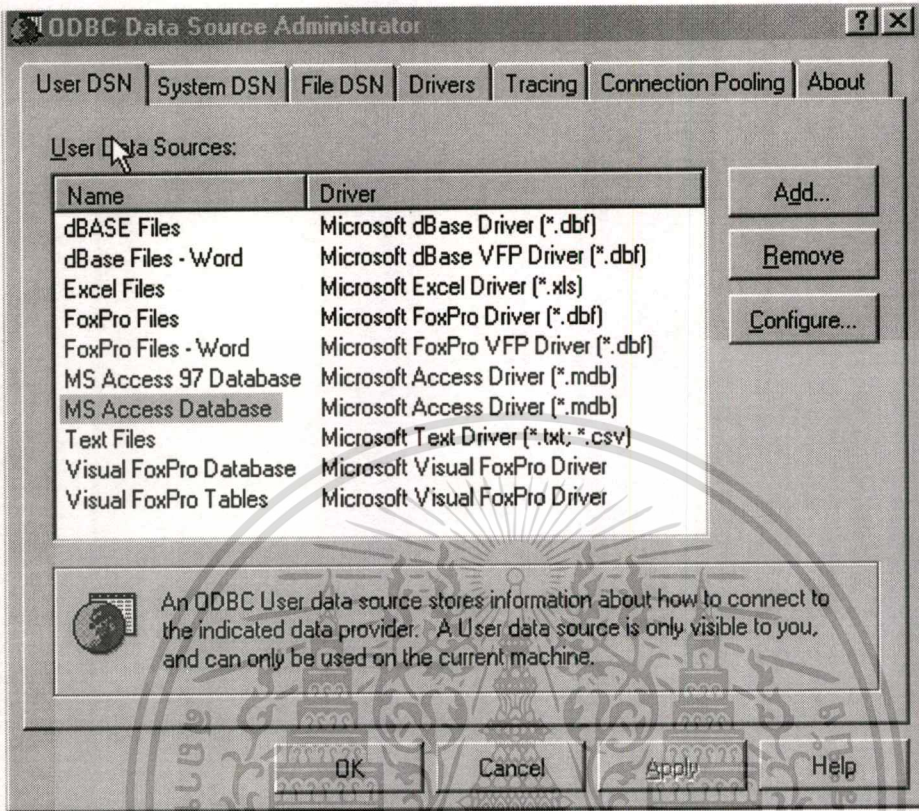 ODBC Data Source Administrator
User DSN System DSN File DSN Drivers Tracing Connection Pooling About
User Data Sources:
Name Driver
dBASE Files Microsoft dBase Driver (*.dbf)
dBase Files - Word Microsoft dBase VFP Driver (*.dbf)
Excel Files Microsoft Excel Driver (*.xls)
FoxPro Files Microsoft FoxPro Driver (*.dbf)
FoxPro Files - Word Microsoft FoxPro VFP Driver (*.dbf)
MS Access 97 Database Microsoft Access Driver (*.mdb)
MS Access Database Microsoft Access Driver (*.mdb)
Text Files Microsoft Text Driver (*.txt; *.csv)
Visual FoxPro Database Microsoft Visual FoxPro Driver
Visual FoxPro Tables Microsoft Visual FoxPro Driver
Add...
Remove
Configure...
An ODBC User data source stores information about how to connect to
the indicated data provider. A User data source is only visible to you,
and can only be used on the current machine.
OK Cancel Apply Help